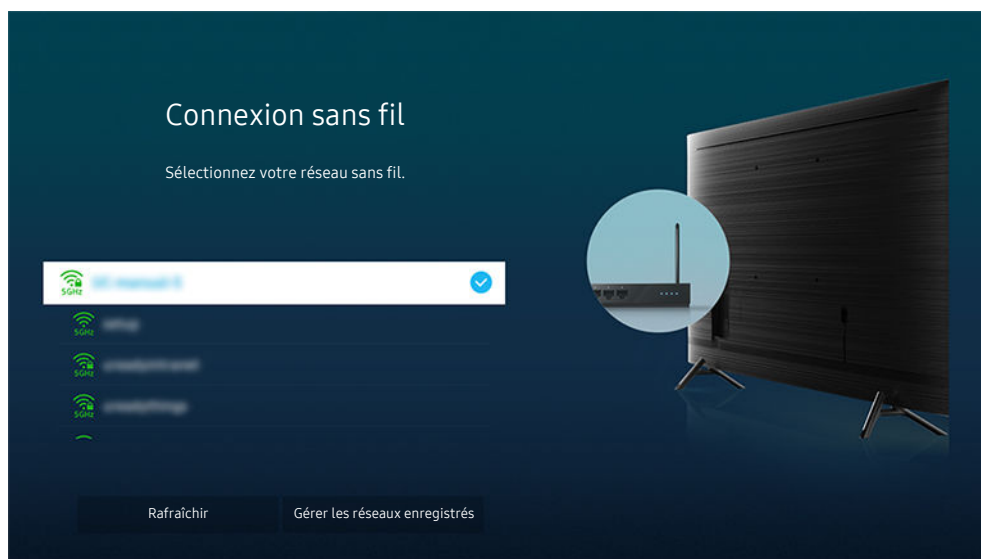 Connexion sans fil
Sélectionnez votre réseau sans fil.
5GHz
5GHz
5GHz
5GHz
Rafraîchir
Gérer les réseaux enregistrés